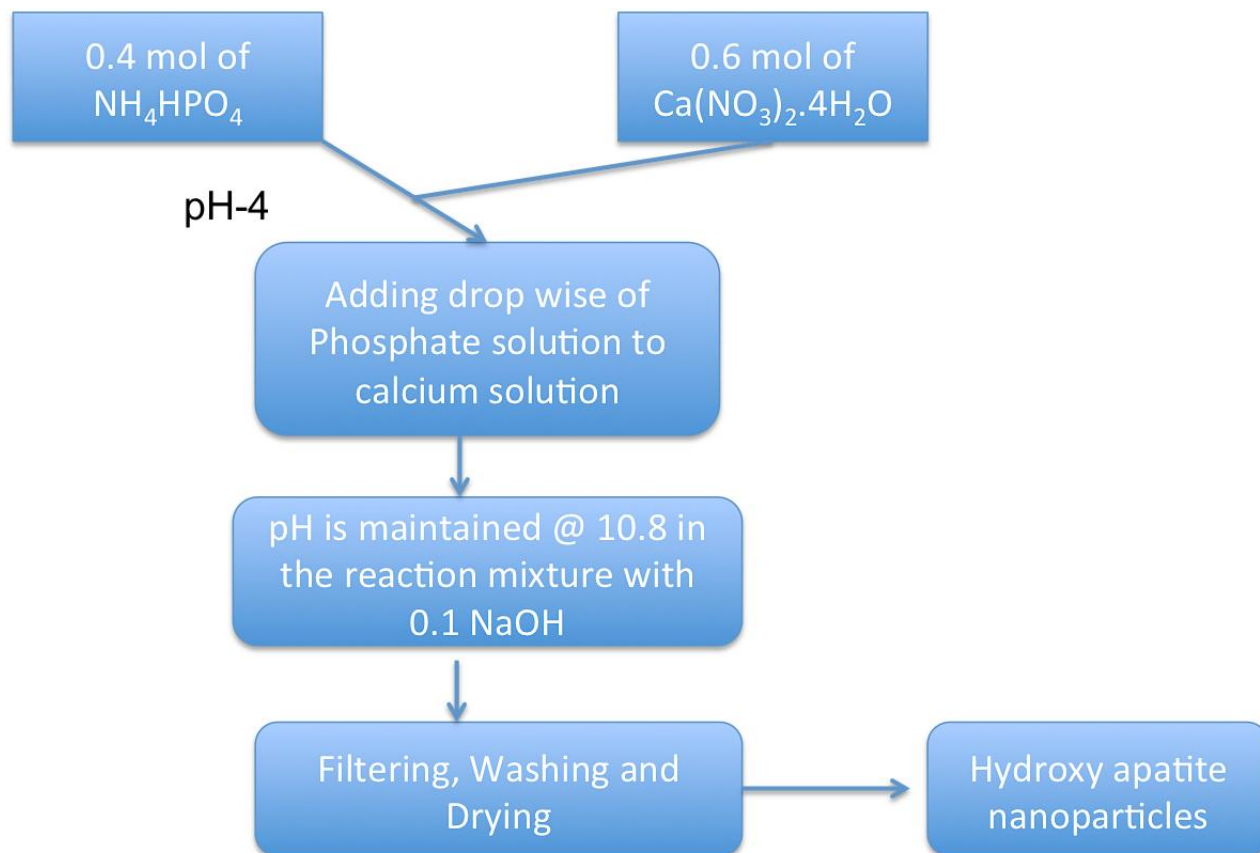 0.4 mol of
NH₄HPO₄
0.6 mol of
Ca(NO₃)₂.4H₂O
pH-4
Adding drop wise of
Phosphate solution to
calcium solution
pH is maintained @ 10.8 in
the reaction mixture with
0.1 NaOH
Filtering, Washing and
Drying
Hydroxy apatite
nanoparticles